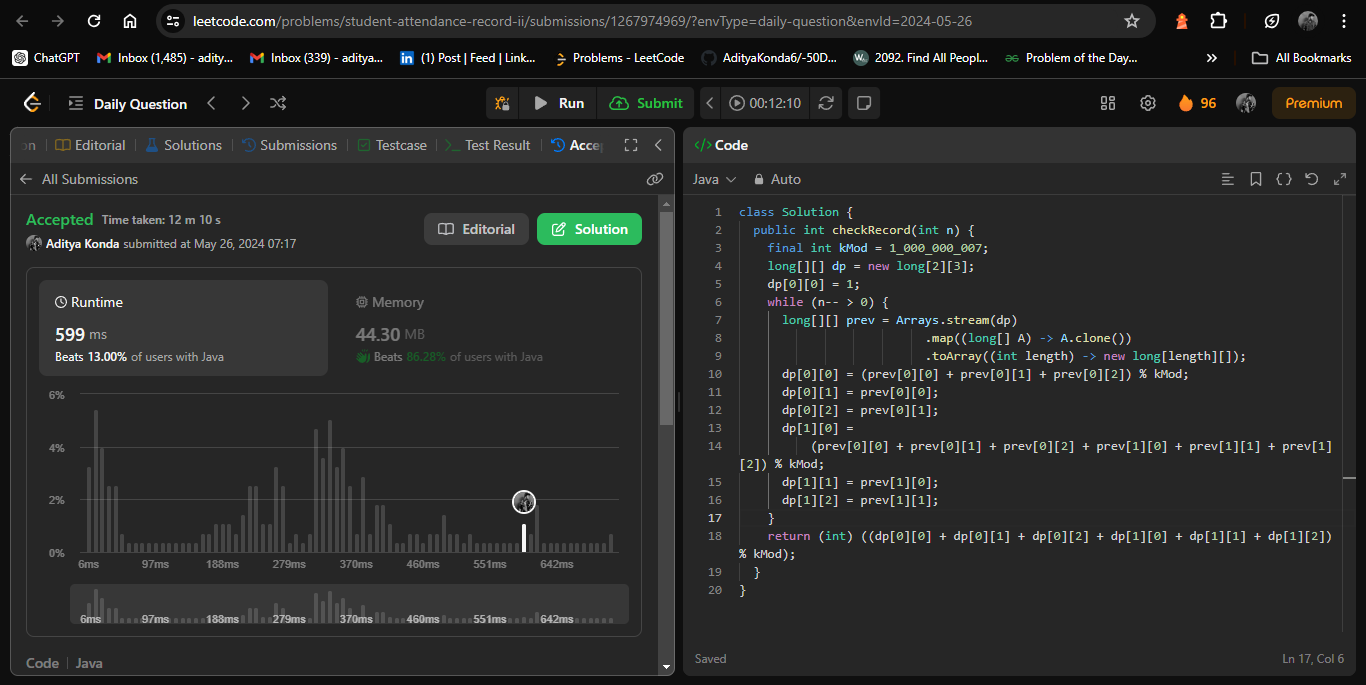 leetcode.com/problems/student-attendance-record-ii/submissions/1267974969/?envType=daily-question&envId=2024-05-26
ChatGPT Inbox (1,485) - adity... Inbox (339) - aditya... (1) Post | Feed | Link... Problems - LeetCode AdityaKonda6/-50D... 2092. Find All Peopl... Problem of the Day... » All Bookmarks
Daily Question Run Submit 00:12:10 96 Premium
on Editorial Solutions Submissions Testcase Test Result Acce
All Submissions
Accepted Time taken: 12 m 10 s
Aditya Konda submitted at May 26, 2024 07:17
Editorial Solution
Runtime
599 ms
Beats 13.00% of users with Java
Memory
44.30 MB
Beats 86.28% of users with Java
6%
4%
2%
0%
6ms 97ms 188ms 279ms 370ms 460ms 551ms 642ms
6ms 97ms 188ms 279ms 370ms 460ms 551ms 642ms
Code | Java
</> Code
Java Auto
1 class Solution {
2 public int checkRecord(int n) {
3 final int kMod = 1_000_000_007;
4 long[][] dp = new long[2][3];
5 dp[0][0] = 1;
6 while (n-- > 0) {
7 long[][] prev = Arrays.stream(dp)
8 .map((long[] A) -> A.clone())
9 .toArray((int length) -> new long[length][]);
10 dp[0][0] = (prev[0][0] + prev[0][1] + prev[0][2]) % kMod;
11 dp[0][1] = prev[0][0];
12 dp[0][2] = prev[0][1];
13 dp[1][0] =
14 (prev[0][0] + prev[0][1] + prev[0][2] + prev[1][0] + prev[1][1] + prev[1]
[2]) % kMod;
15 dp[1][1] = prev[1][0];
16 dp[1][2] = prev[1][1];
17 }
18 return (int) ((dp[0][0] + dp[0][1] + dp[0][2] + dp[1][0] + dp[1][1] + dp[1][2])
% kMod);
19 }
20 }
Saved Ln 17, Col 6